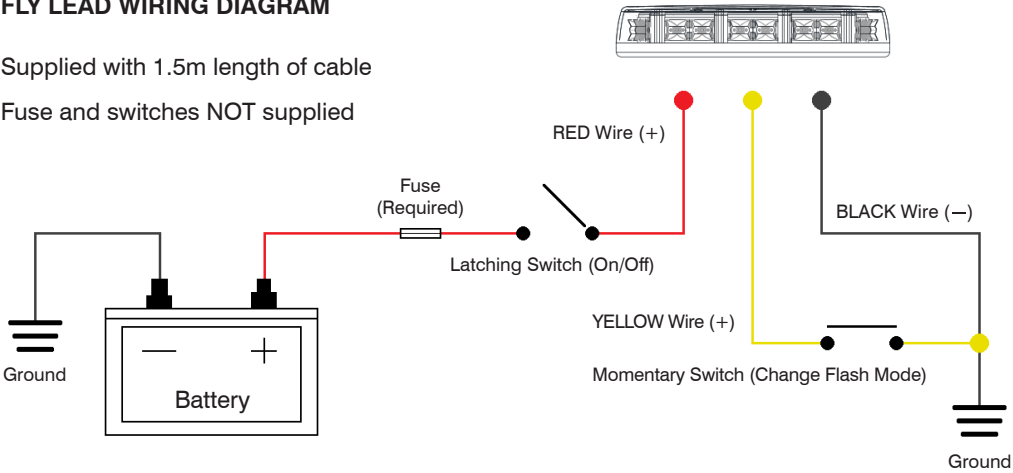 FLY LEAD WIRING DIAGRAM
Supplied with 1.5m length of cable
Fuse and switches NOT supplied
RED Wire (+)
Fuse
(Required)
BLACK Wire (—)
Latching Switch (On/Off)
YELLOW Wire (+)
Ground
— +
Battery
Momentary Switch (Change Flash Mode)
Ground